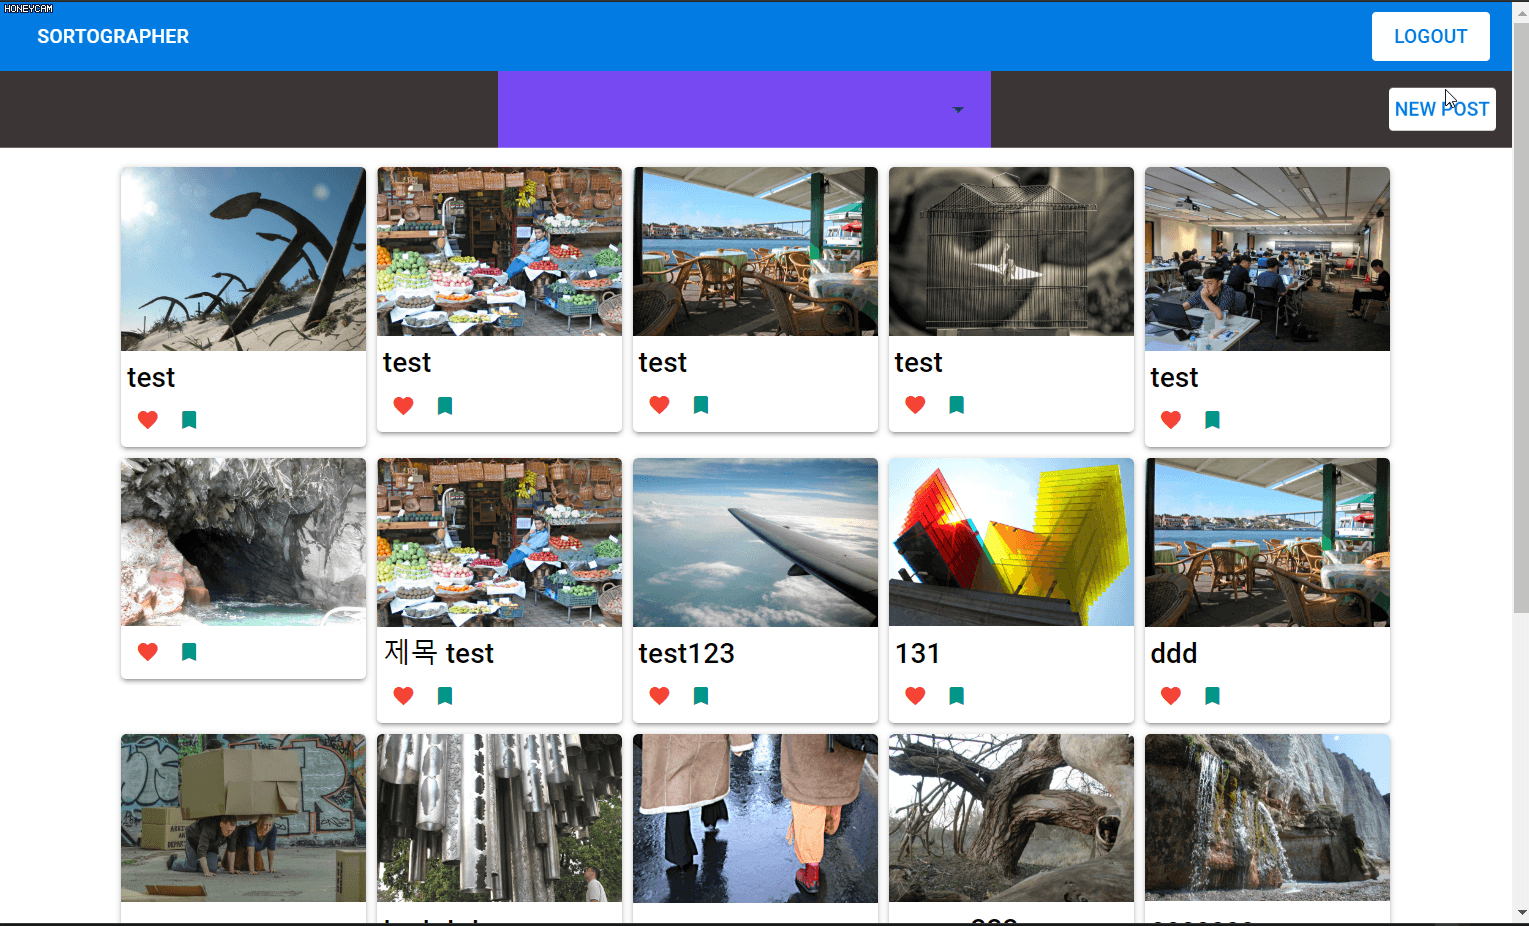 HONEYCAM
SORTOGRAPHER
LOGOUT
NEW POST
test
test
test
test
test
제목 test
test123
131
ddd